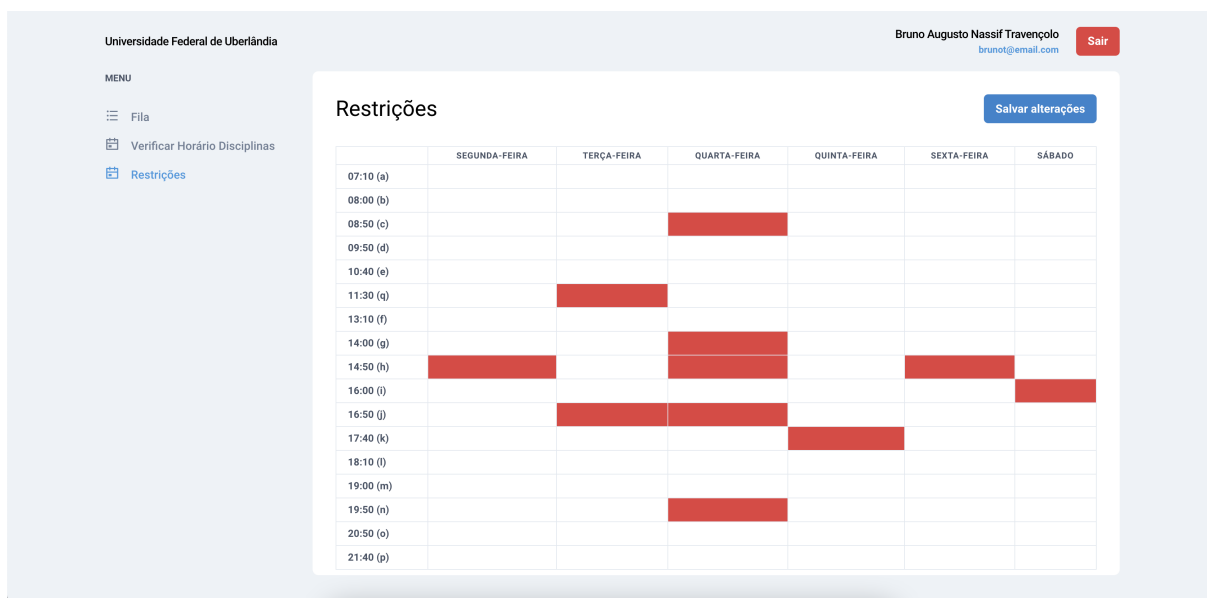 Universidade Federal de Uberlândia
Bruno Augusto Nassif Travençolo
brunot@email.com
Sair
MENU
Fila
Verificar Horário Disciplinas
Restrições
Restrições
Salvar alterações
SEGUNDA-FEIRA TERÇA-FEIRA QUARTA-FEIRA QUINTA-FEIRA SEXTA-FEIRA SÁBADO
07:10 (a)
08:00 (b)
08:50 (c)
09:50 (d)
10:40 (e)
11:30 (q)
13:10 (f)
14:00 (g)
14:50 (h)
16:00 (i)
16:50 (j)
17:40 (k)
18:10 (l)
19:00 (m)
19:50 (n)
20:50 (o)
21:40 (p)